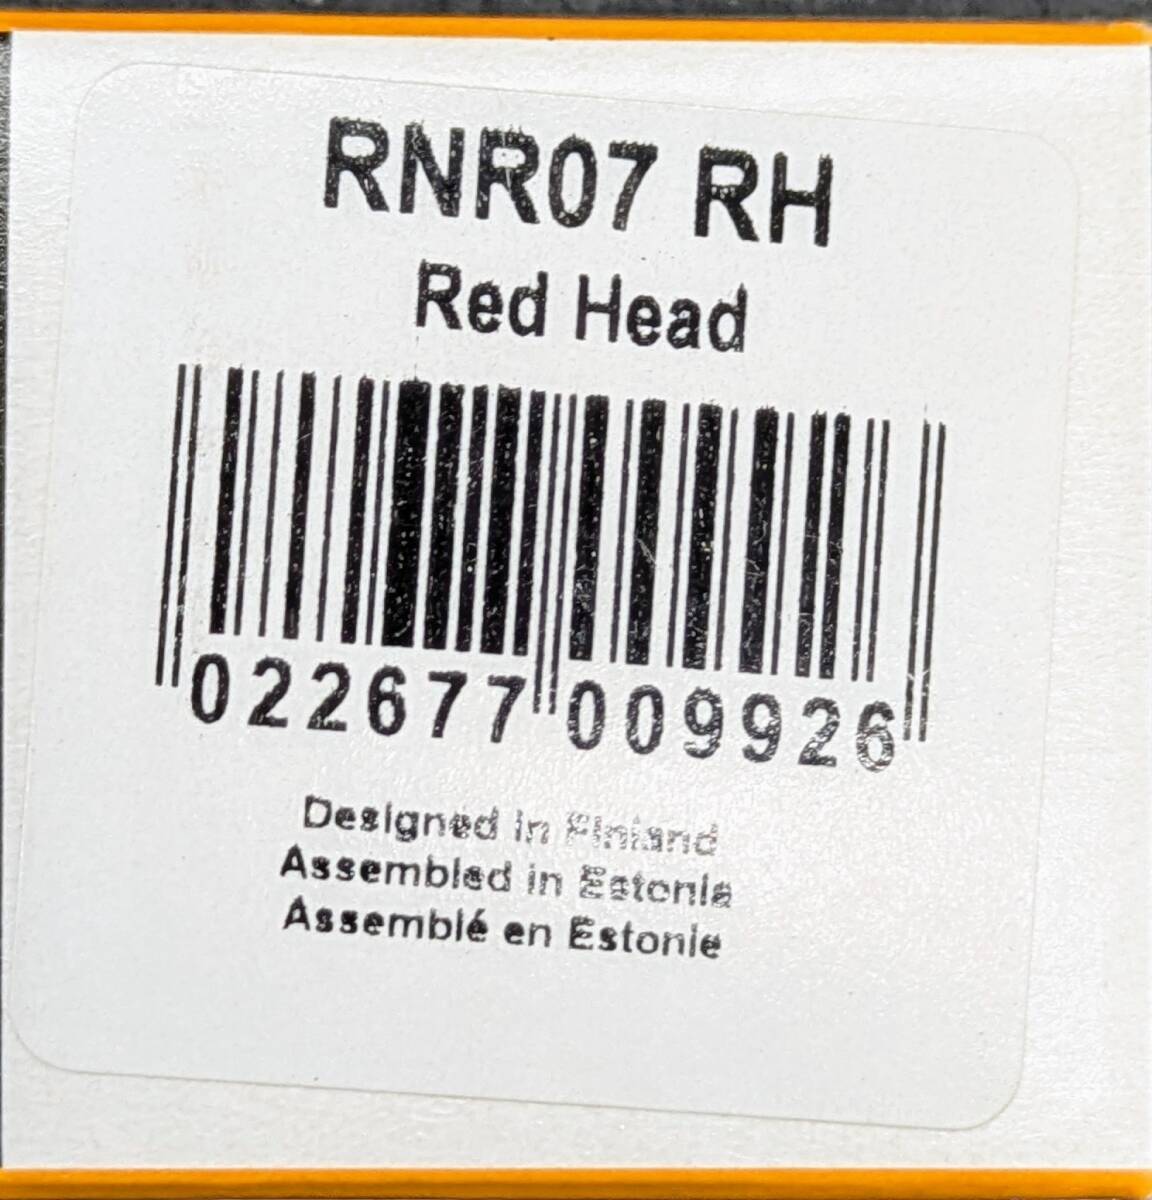 RNR07 RH
Red Head
022677 009926
Designed in Finland
Assembled in Estonia
Assemblé en Estonie